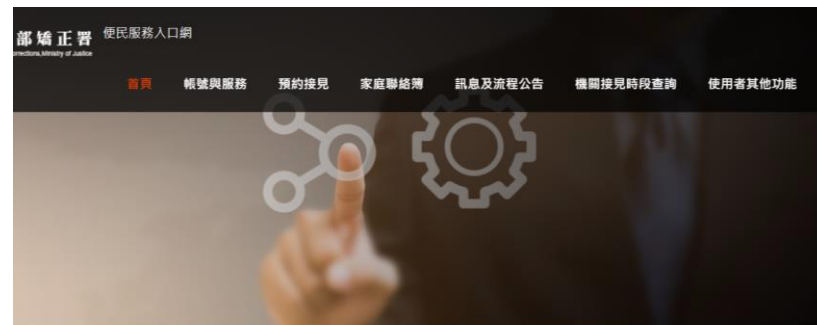 部矯正署 便民服務入口網
orrections, Ministry of Justice
首頁 帳號與服務 預約接見 家庭聯絡簿 訊息及流程公告 機關接見時段查詢 使用者其他功能